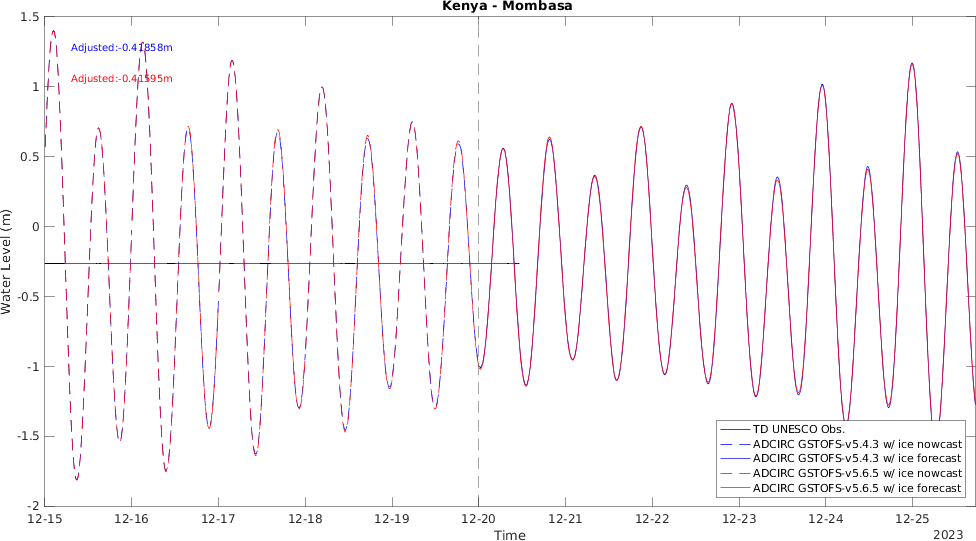 Kenya - Mombasa
Adjusted:-0.41858m
Adjusted:-0.41595m
Water Level (m)
1.5
1
0.5
0
-0.5
-1
-1.5
-2
12-15 12-16 12-17 12-18 12-19 12-20 12-21 12-22 12-23 12-24 12-25
Time
2023
TD UNESCO Obs.
ADCIRC GSTOFS-v5.4.3 w/ ice nowcast
ADCIRC GSTOFS-v5.4.3 w/ ice forecast
ADCIRC GSTOFS-v5.6.5 w/ ice nowcast
ADCIRC GSTOFS-v5.6.5 w/ ice forecast